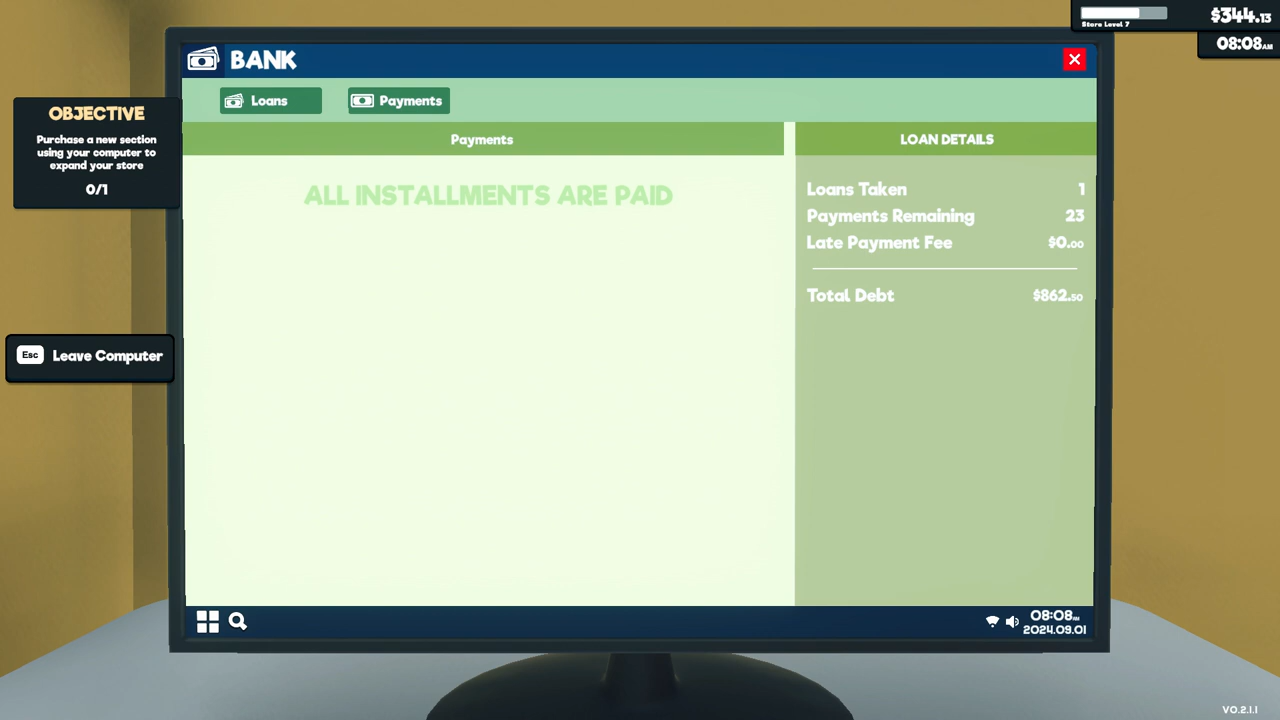 $344.13
Store Level 7
08:08AM
BANK
Loans
Payments
OBJECTIVE
Purchase a new section
using your computer to
expand your store
0/1
Payments
LOAN DETAILS
ALL INSTALLMENTS ARE PAID
Loans Taken 1
Payments Remaining 23
Late Payment Fee $0.00
Total Debt $862.50
Esc Leave Computer
08:08AM
2024.09.01
V0.2.1.1